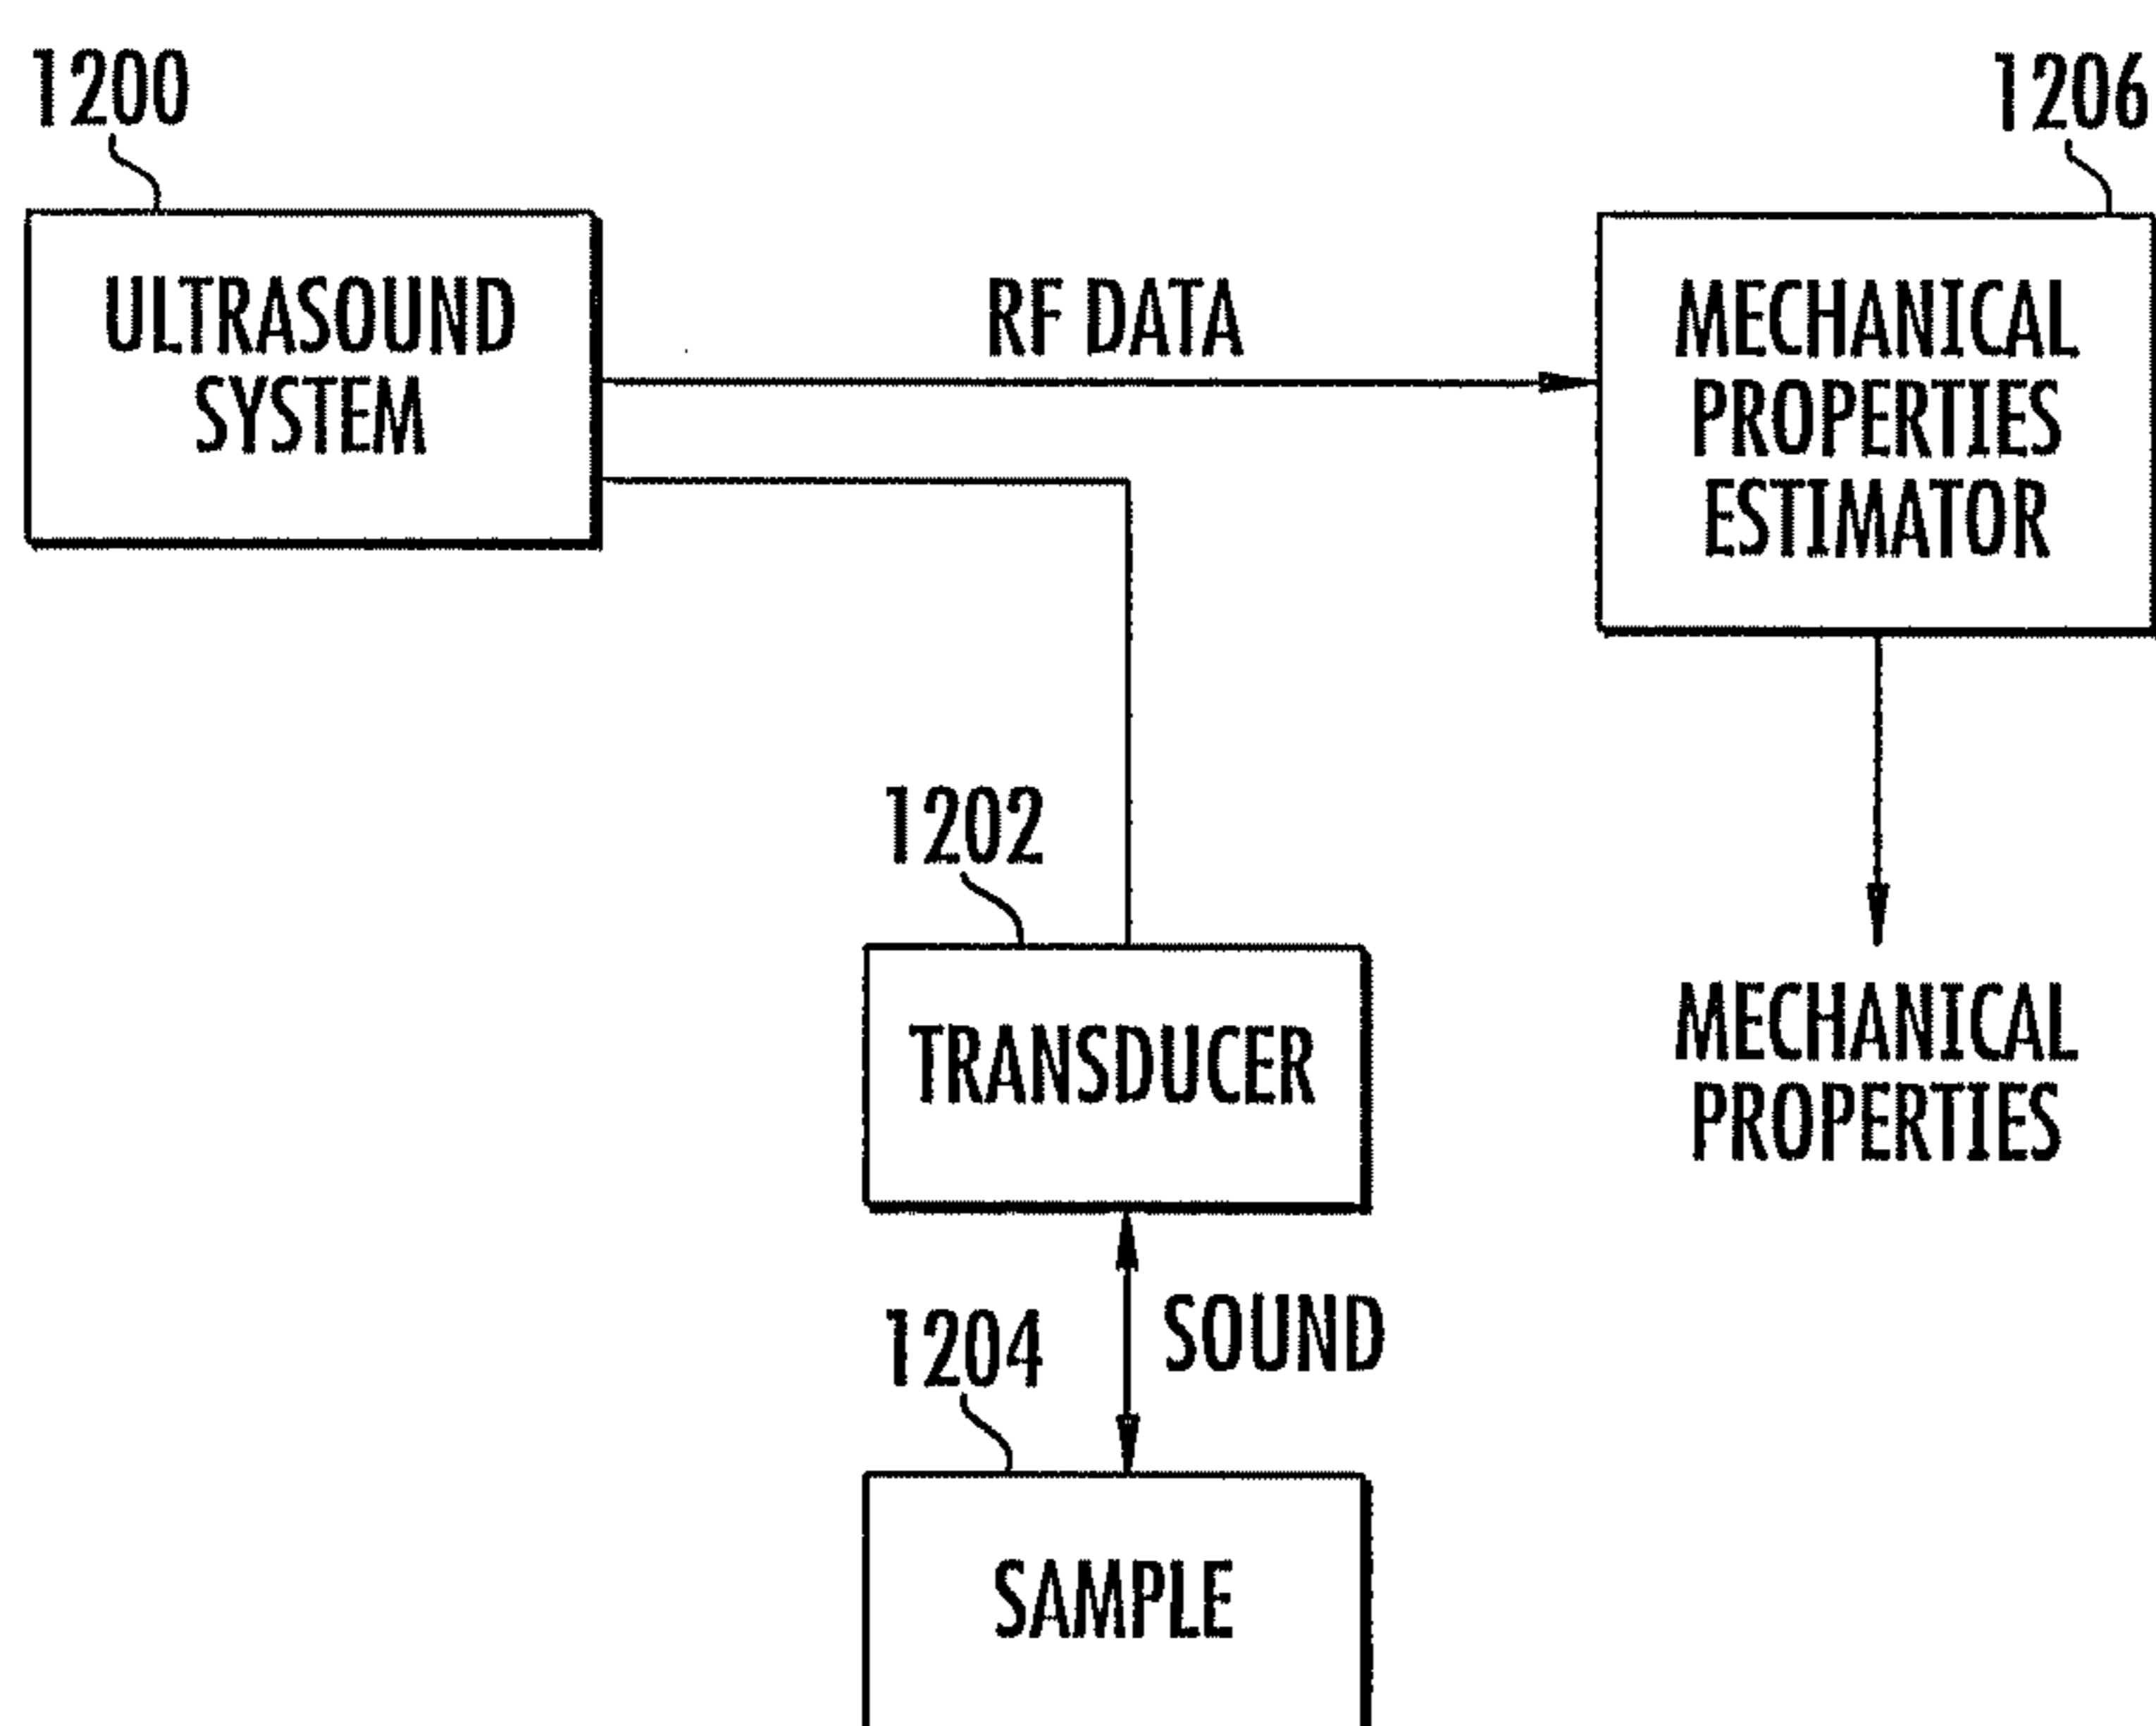 1200
1206
ULTRASOUND
SYSTEM
RF DATA
MECHANICAL
PROPERTIES
ESTIMATOR
1202
TRANSDUCER
MECHANICAL
PROPERTIES
SOUND
1204
SAMPLE